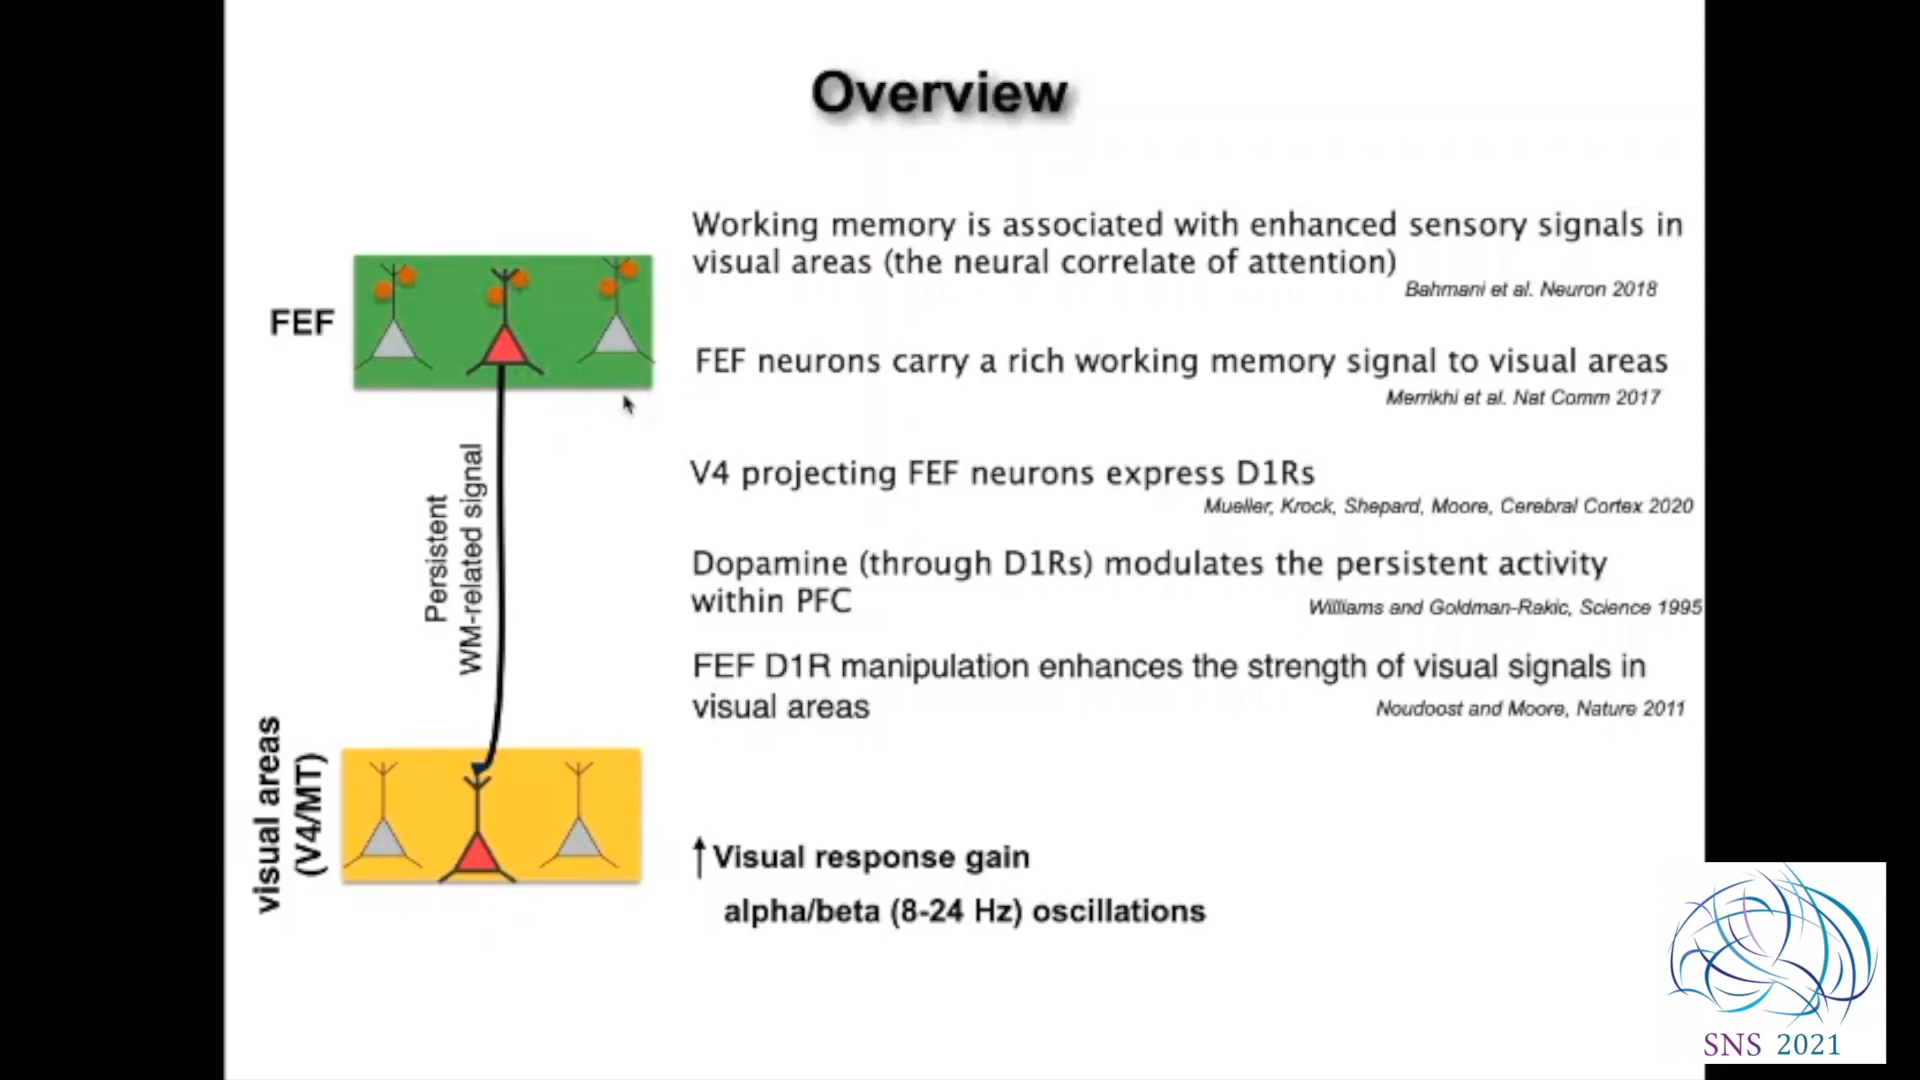 Overview
Working memory is associated with enhanced sensory signals in
visual areas (the neural correlate of attention)
Bahmani et al. Neuron 2018
FEF
FEF neurons carry a rich working memory signal to visual areas
Merrikhi et al. Nat Comm 2017
V4 projecting FEF neurons express D1Rs
Mueller, Krock, Shepard, Moore, Cerebral Cortex 2020
Persistent
WM-related signal
Dopamine (through D1Rs) modulates the persistent activity
within PFC
Williams and Goldman-Rakic, Science 1995
FEF D1R manipulation enhances the strength of visual signals in
visual areas
Noudoost and Moore, Nature 2011
visual areas
(V4/MT)
↑Visual response gain
alpha/beta (8-24 Hz) oscillations
SNS 2021